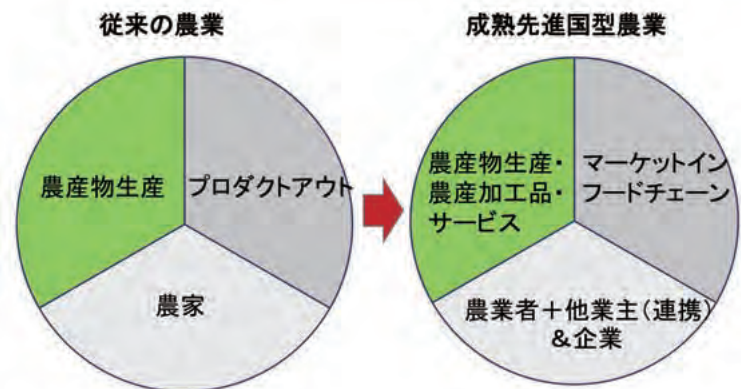 従来の農業
農産物生産
プロダクトアウト
農家
成熟先進国型農業
農産物生産・
農産加工品・
サービス
マーケットイン
フードチェーン
農業者＋他業主(連携)
＆企業